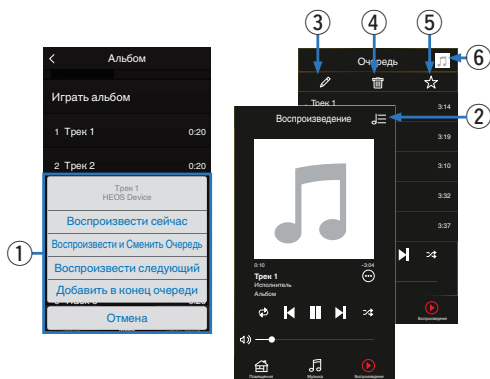 ③
④
⑤
⑥
②
①
Альбом
Играть альбом
1 Трек 1
0:20
2 Трек 2
0:20
Трек 1
HEOS Device
Воспроизвести сейчас
Воспроизвести и Сменить Очередь
Воспроизвести следующий
Добавить в конец очереди
Отмена
Очередь
Трек 1
3:14
3:19
3:10
3:32
3:37
Воспроизведение
Воспроизведение
0:10
-3:04
Трек 1
Исполнитель
Альбом
Помещения
Музыка
Воспроизведение